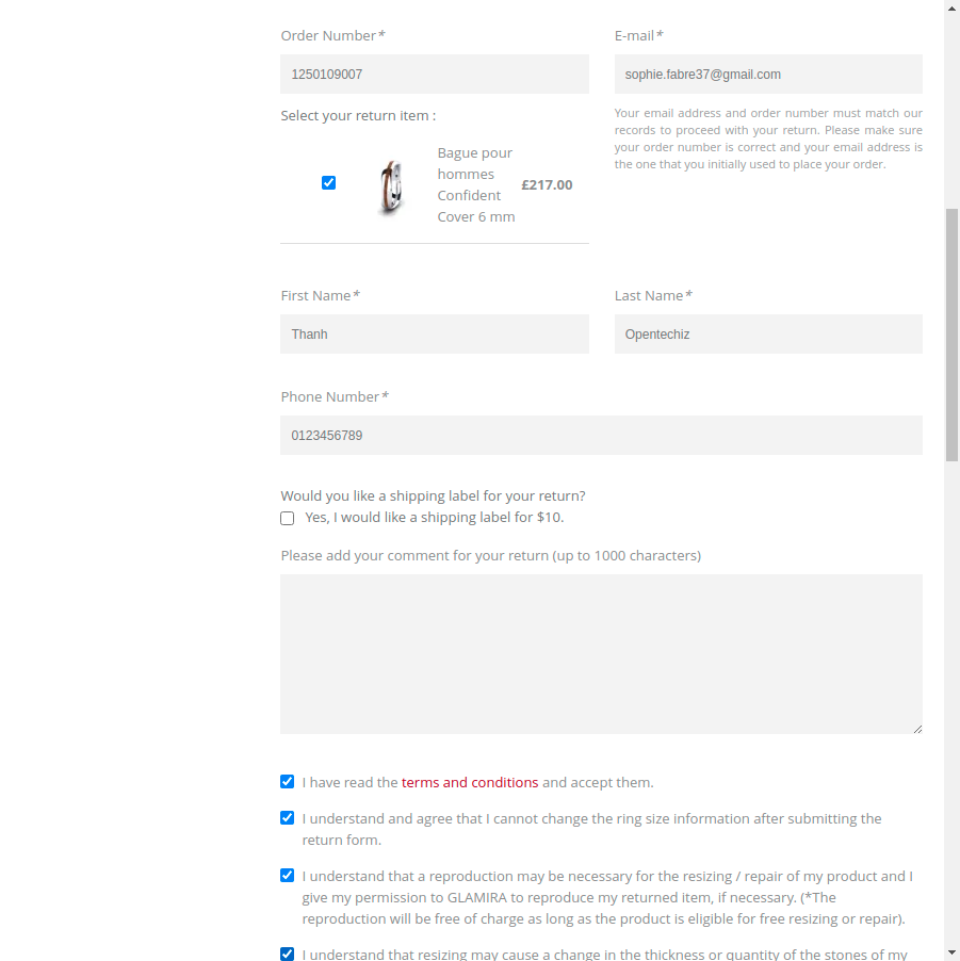 Order Number*
E-mail*
1250109007
sophie.fabre37@gmail.com
Select your return item :
Your email address and order number must match our
records to proceed with your return. Please make sure
your order number is correct and your email address is
the one that you initially used to place your order.
Bague pour
hommes
Confident
Cover 6 mm
£217.00
First Name*
Last Name*
Thanh
Opentechiz
Phone Number*
0123456789
Would you like a shipping label for your return?
Yes, I would like a shipping label for $10.
Please add your comment for your return (up to 1000 characters)
I have read the terms and conditions and accept them.
I understand and agree that I cannot change the ring size information after submitting the
return form.
I understand that a reproduction may be necessary for the resizing / repair of my product and I
give my permission to GLAMIRA to reproduce my returned item, if necessary. (*The
reproduction will be free of charge as long as the product is eligible for free resizing or repair).
I understand that resizing may cause a change in the thickness or quantity of the stones of my